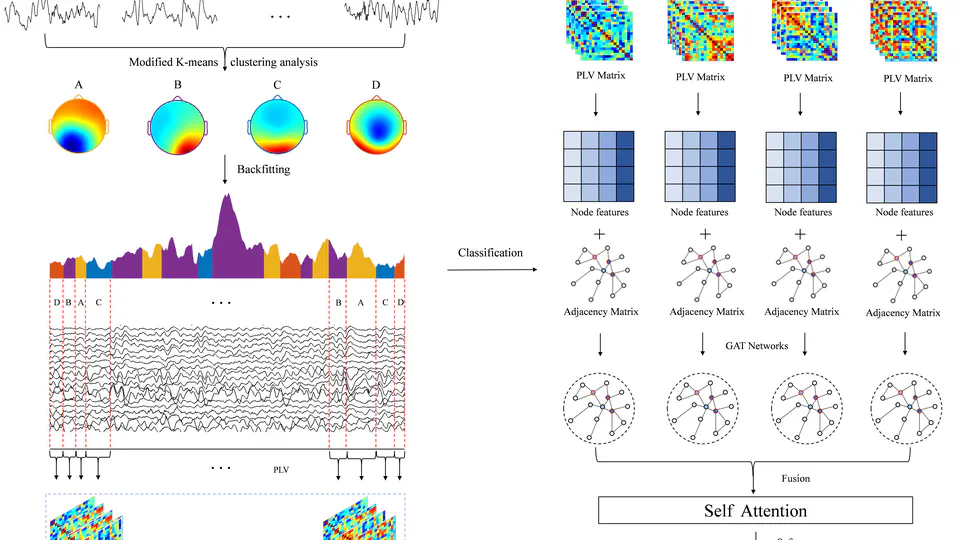 Modified K-means clustering analysis
A B C D
Backfitting
D B A C ... B A C D
... PLV
Classification
PLV Matrix PLV Matrix PLV Matrix PLV Matrix
Node features Node features Node features Node features
+ + + +
Adjacency Matrix Adjacency Matrix Adjacency Matrix Adjacency Matrix
GAT Networks
Fusion
Self Attention